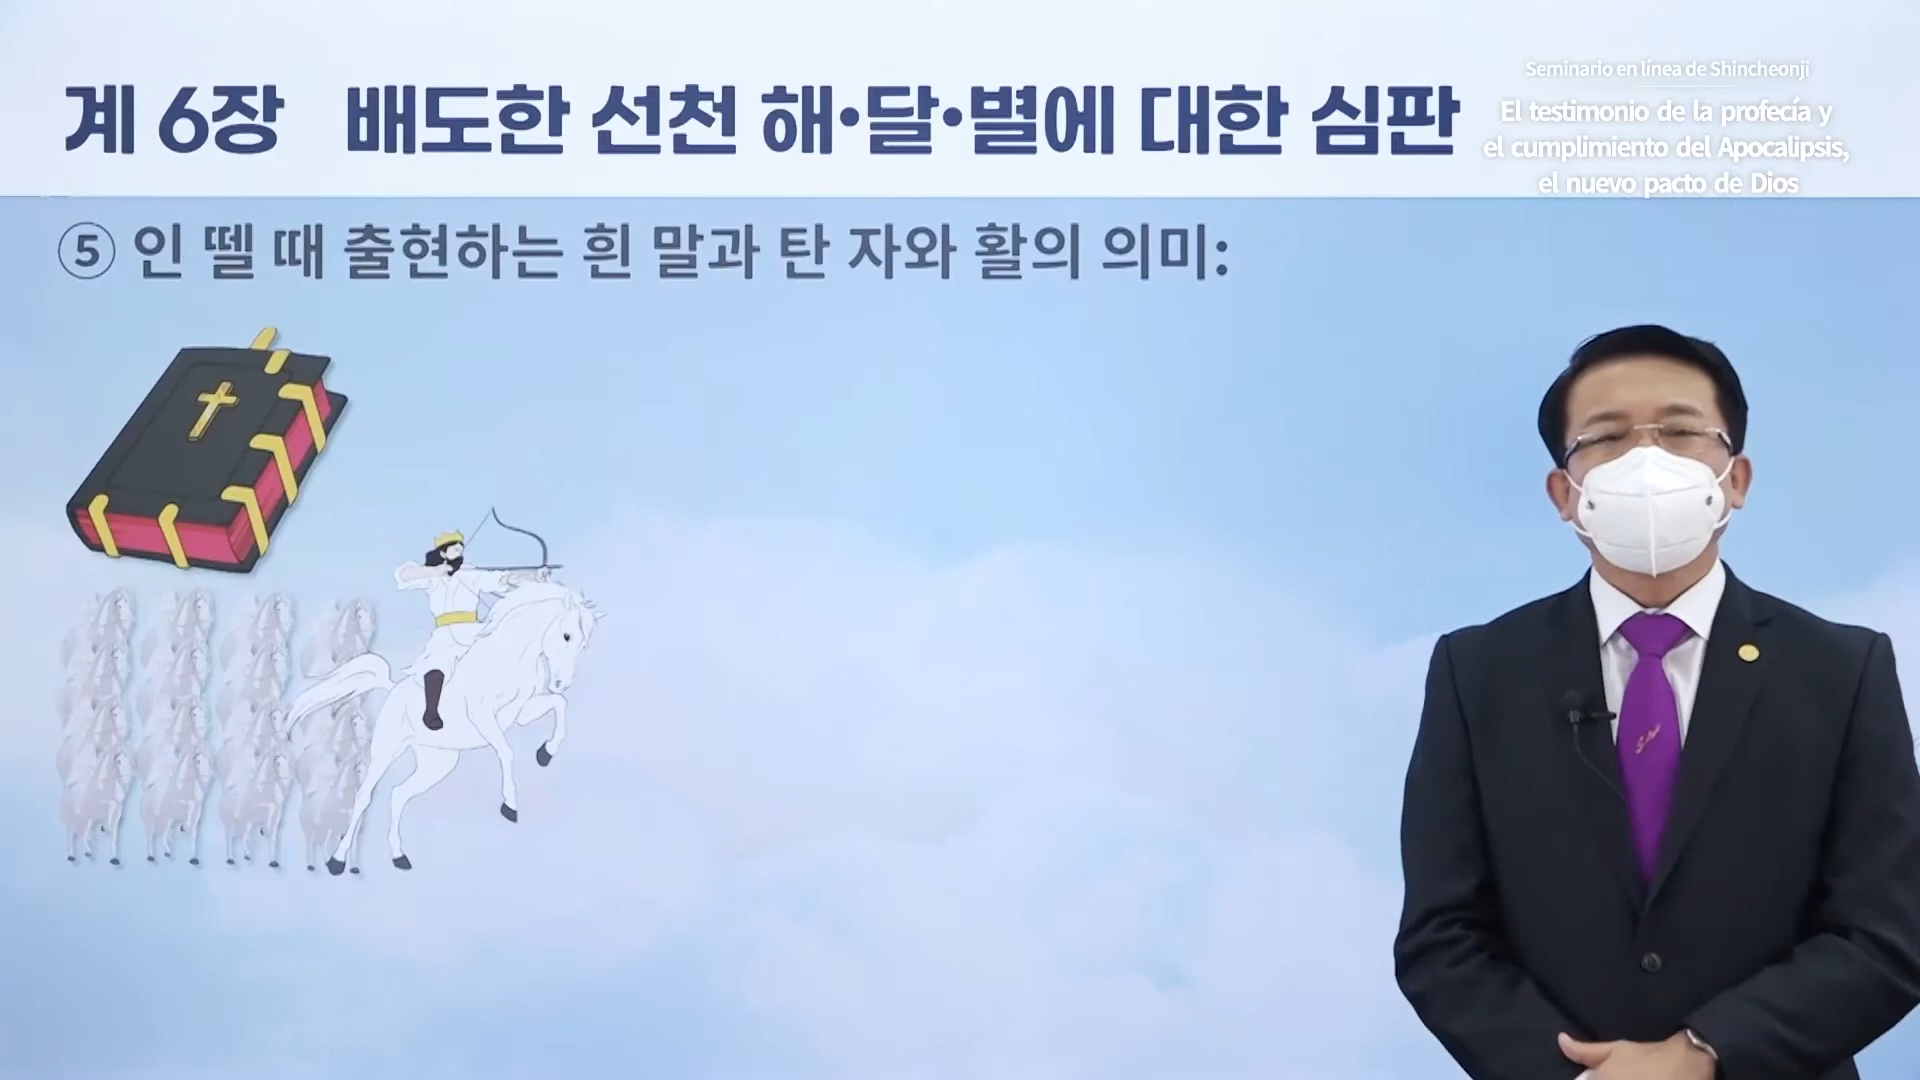 계 6장 배도한 선천 해·달·별에 대한 심판
Seminario en línea de Shincheonji
El testimonio de la profecía y
el cumplimiento del Apocalipsis,
el nuevo pacto de Dios
⑤ 인 뗄 때 출현하는 흰 말과 탄 자와 활의 의미: